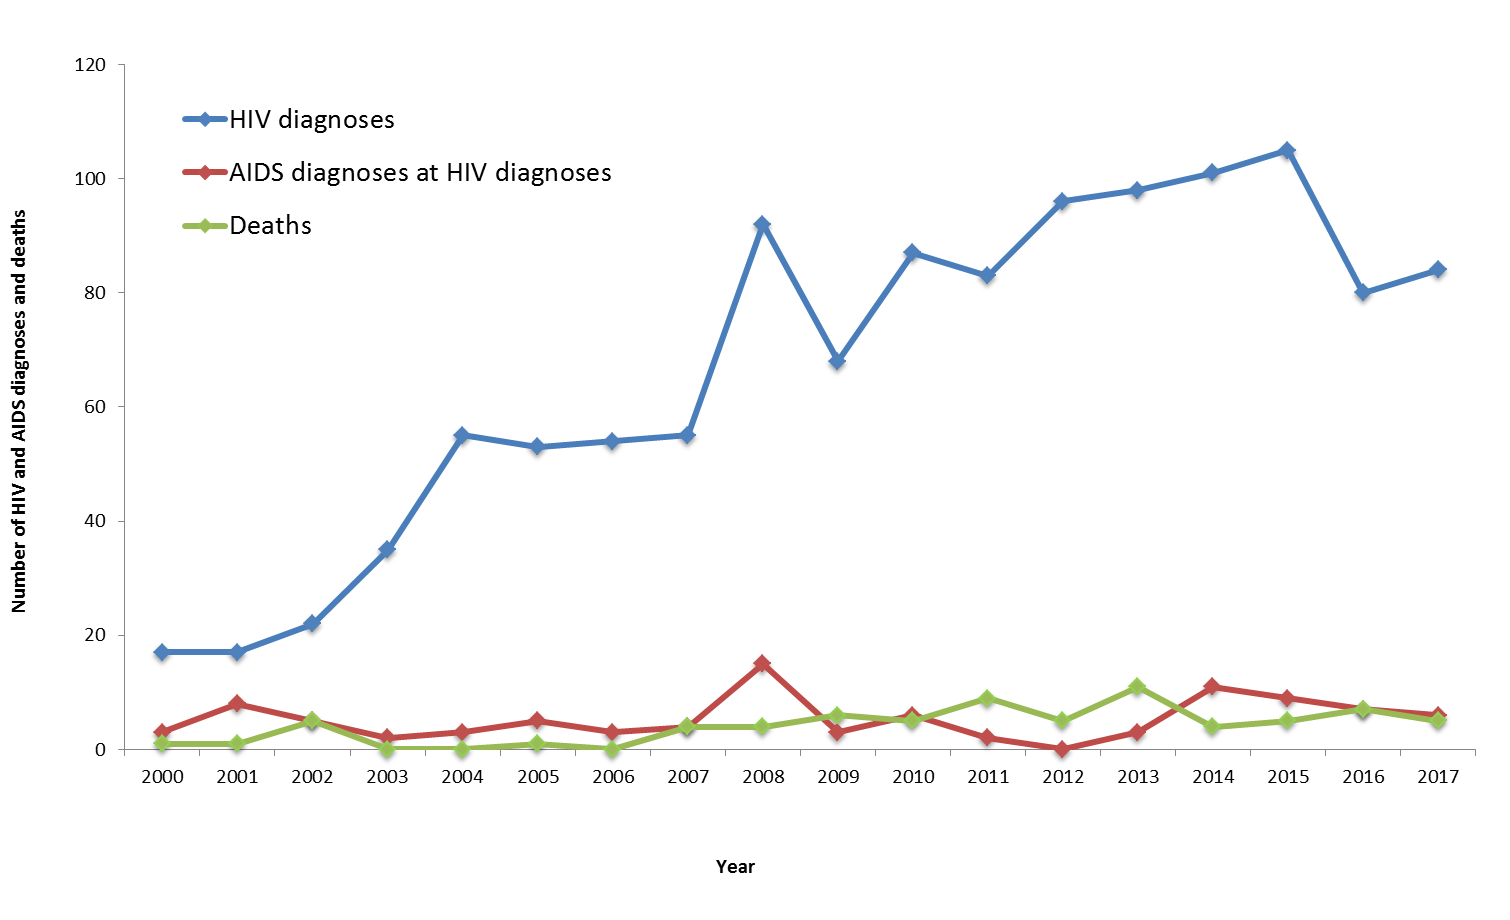 120
100
80
60
40
20
0
HIV diagnoses
AIDS diagnoses at HIV diagnoses
Deaths
Number of HIV and AIDS diagnoses and deaths
2000 2001 2002 2003 2004 2005 2006 2007 2008 2009 2010 2011 2012 2013 2014 2015 2016 2017
Year